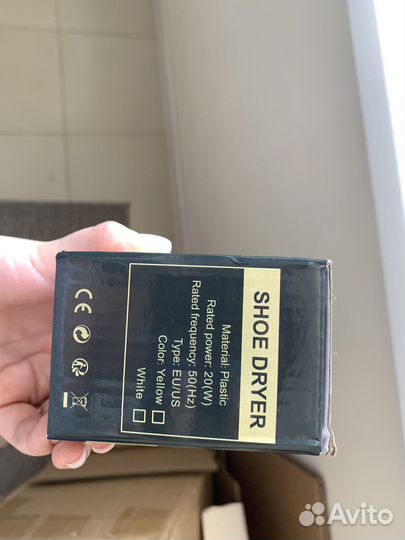 SHOE DRYER
Material: Plastic
Rated power: 20(W)
Rated frequency: 50(Hz)
Type: EU/US
Color: Yellow
White
CE
Avito